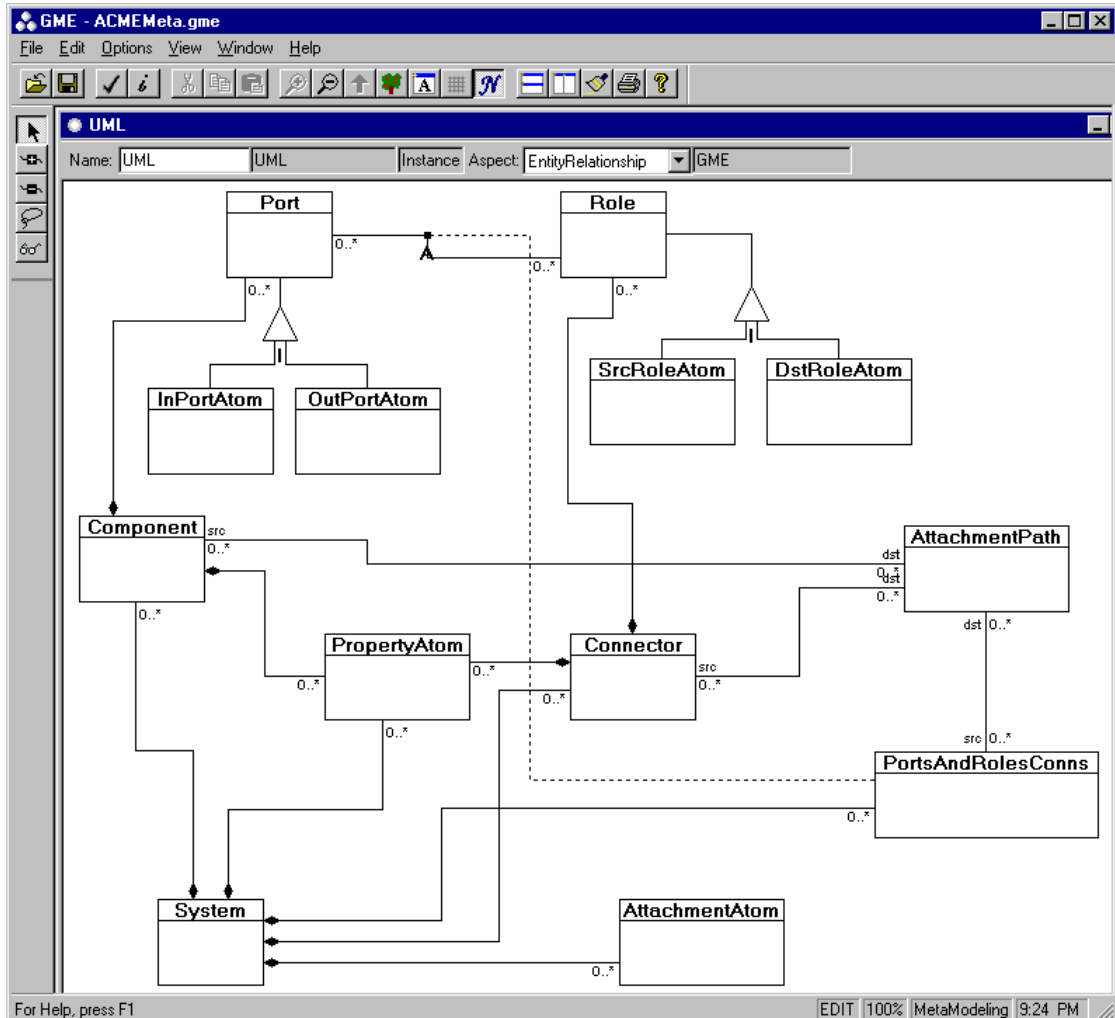 GME - ACMEMeta.gme
File Edit Options View Window Help
UML
Name: UML UML Instance Aspect: EntityRelationship GME
Port
Role
0..*
0..*
0..*
0..*
A
I
I
InPortAtom
OutPortAtom
SrcRoleAtom
DstRoleAtom
Component
src
0..*
AttachmentPath
dst
0..*
dst
0..*
0..*
PropertyAtom
0..*
0..*
Connector
src
0..*
0..*
dst 0..*
0..*
src 0..*
PortsAndRolesConns
0..*
System
AttachmentAtom
0..*
For Help, press F1
EDIT 100% MetaModeling 9:24 PM